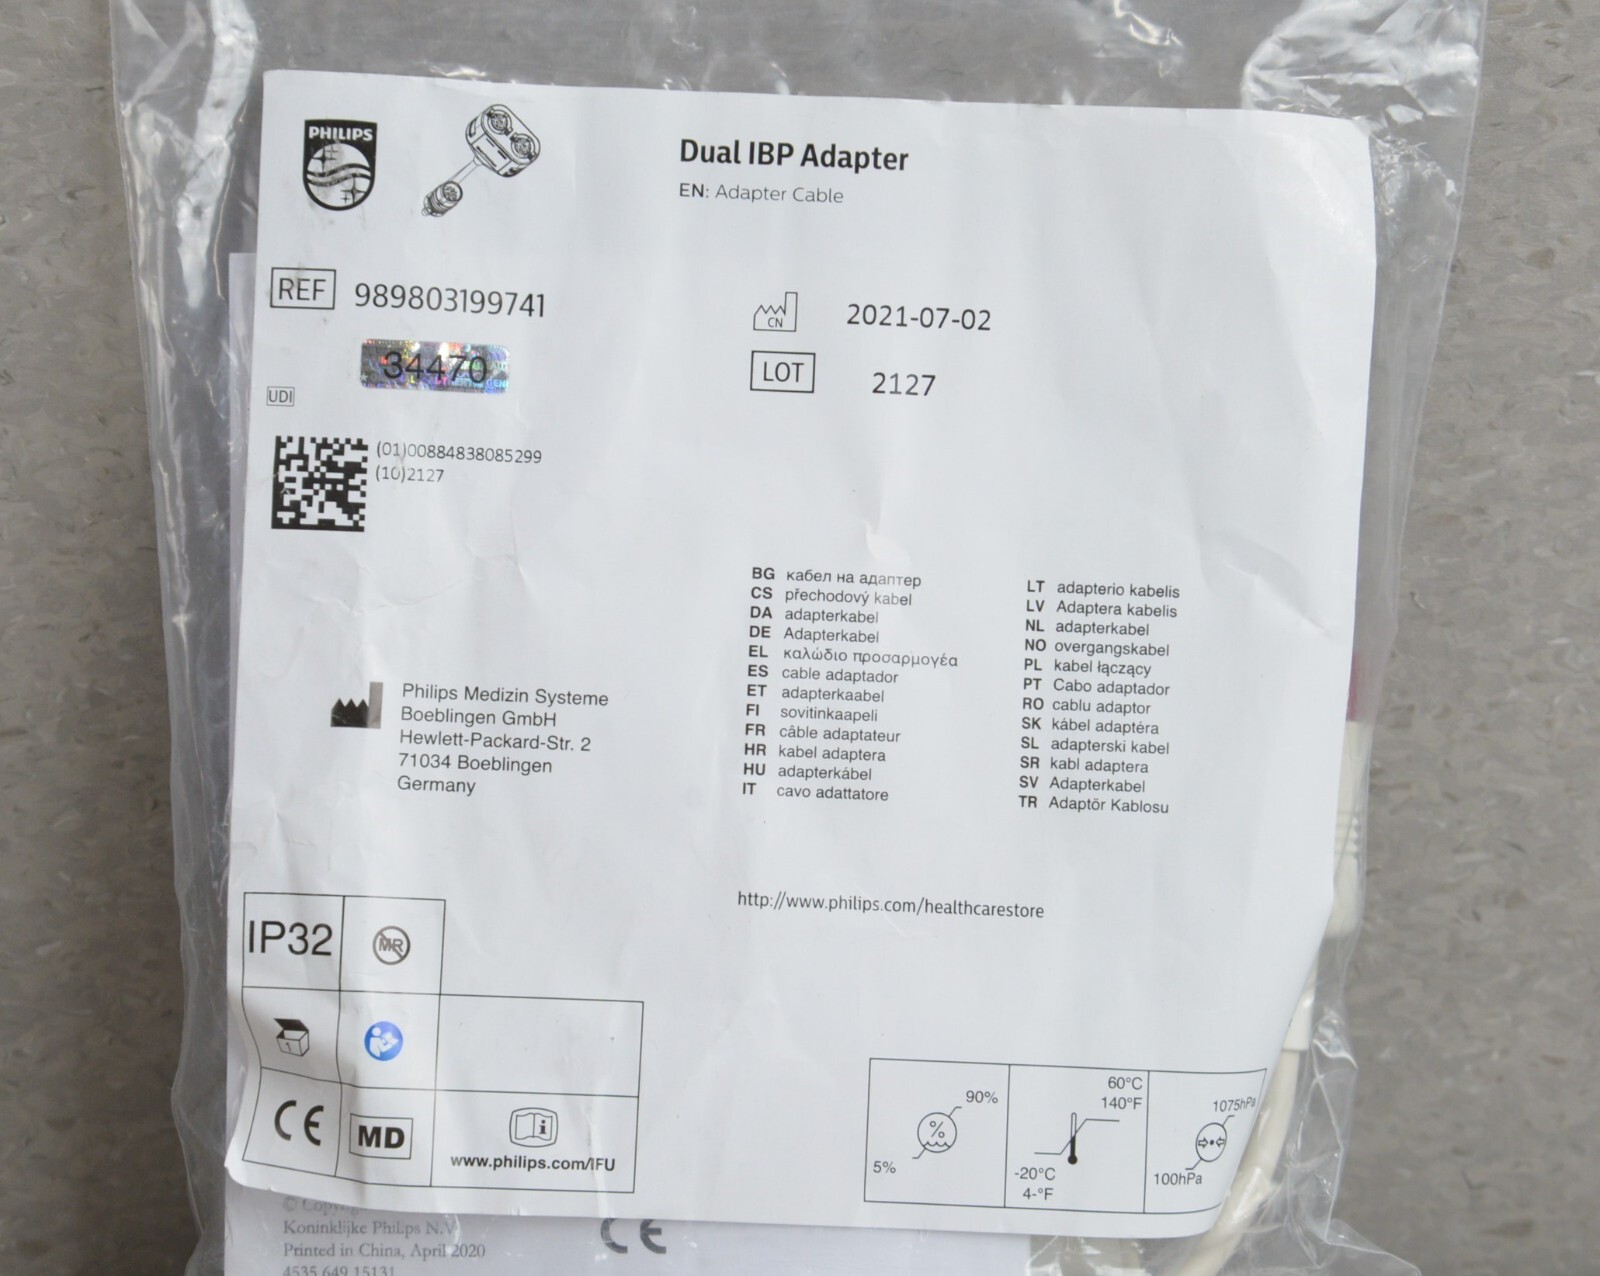 PHILIPS
Dual IBP Adapter
EN: Adapter Cable
REF 989803199741
CN 2021-07-02
34470
LOT 2127
UDI
(01)00884838085299
(10)2127
BG кабел на адаптер
CS přechodový kabel
DA adapterkabel
DE Adapterkabel
EL καλώδιο προσαρμογέα
ES cable adaptador
ET adapterkaabel
FI sovitinkaapeli
FR câble adaptateur
HR kabel adaptera
HU adapterkábel
IT cavo adattatore
LT adapterio kabelis
LV Adaptera kabelis
NL adapterkabel
NO overgangskabel
PL kabel łączący
PT Cabo adaptador
RO cablu adaptor
SK kábel adaptéra
SL adapterski kabel
SR kabl adaptera
SV Adapterkabel
TR Adaptör Kablosu
Philips Medizin Systeme
Boeblingen GmbH
Hewlett-Packard-Str. 2
71034 Boeblingen
Germany
http://www.philips.com/healthcarestore
IP32
MR
1
CE
MD
i
www.philips.com/IFU
90%
%
5%
60°C
140°F
-20°C
4-°F
1075hPa
100hPa
©
Koninklijke Philips N.V.
Printed in China, April 2020
4535 649 15131
CE